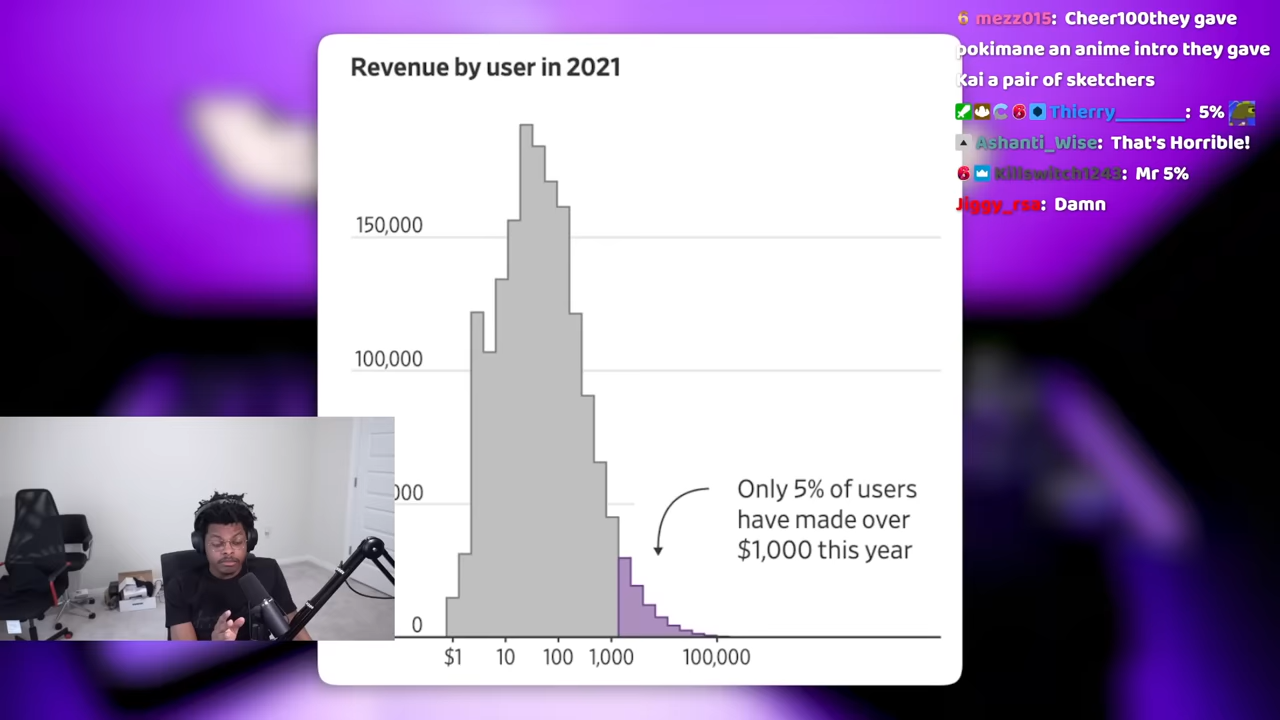 Revenue by user in 2021
150,000
100,000
000
0
$1 10 100 1,000 100,000
Only 5% of users
have made over
$1,000 this year
mezz015: Cheer100they gave
pokimane an anime intro they gave
Kai a pair of sketchers
Thierry_______: 5%
Ashanti_Wise: That's Horrible!
Killswitch1243: Mr 5%
: Damn